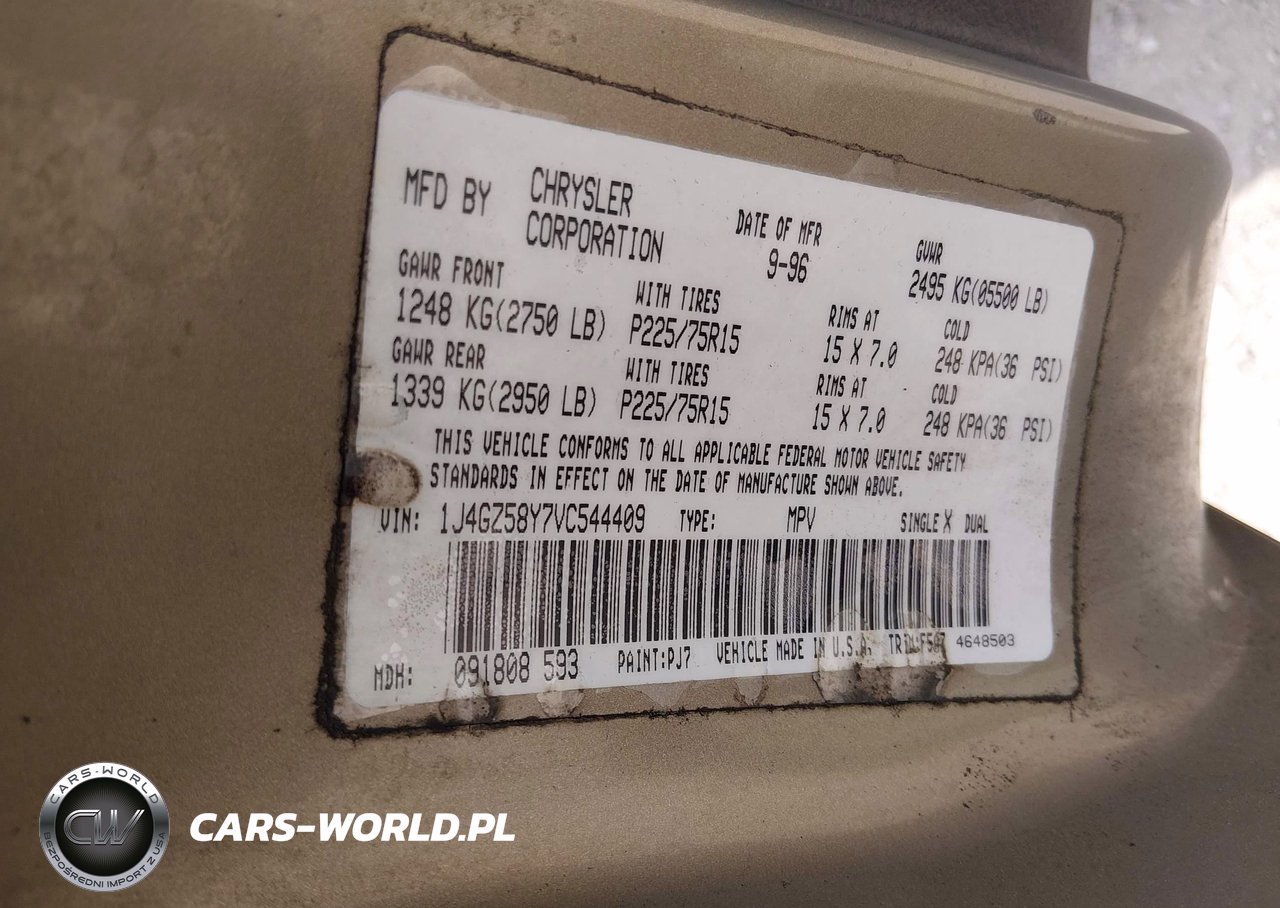 MFD BY CHRYSLER CORPORATION
DATE OF MFR 9-96
GVWR 2495 KG(05500 LB)
GAWR FRONT WITH TIRES RIMS AT COLD
1248 KG(2750 LB) P225/75R15 15 X 7.0 248 KPA(36 PSI)
GAWR REAR WITH TIRES RIMS AT COLD
1339 KG(2950 LB) P225/75R15 15 X 7.0 248 KPA(36 PSI)
THIS VEHICLE CONFORMS TO ALL APPLICABLE FEDERAL MOTOR VEHICLE SAFETY
STANDARDS IN EFFECT ON THE DATE OF MANUFACTURE SHOWN ABOVE.
VIN: 1J4GZ58Y7VC544409 TYPE: MPV SINGLE X DUAL
MDH: 091808 593 PAINT:PJ7 VEHICLE MADE IN U.S.A. 4648503
CARS-WORLD
CW
BEZPOŚREDNI IMPORT Z USA
CARS-WORLD.PL